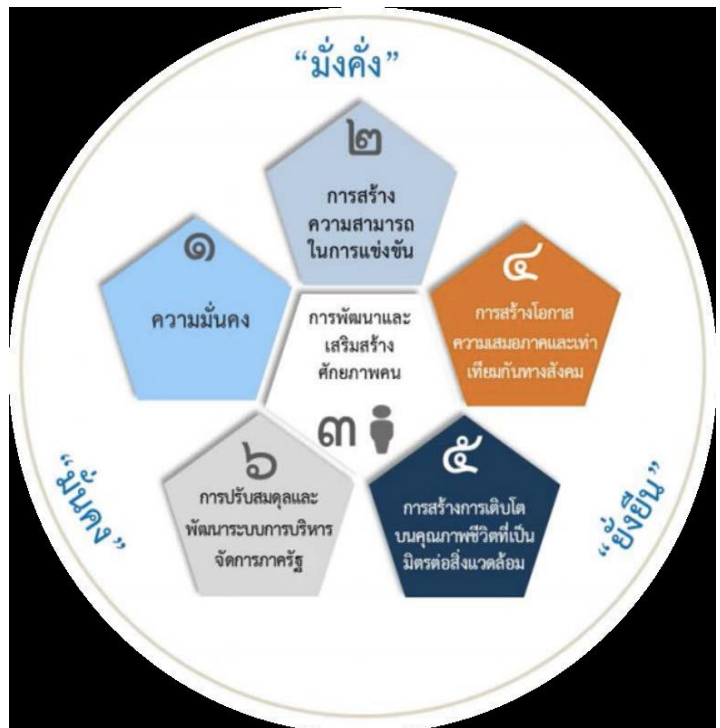 “มั่งคั่ง”
๒
การสร้าง
ความสามารถ
ในการแข่งขัน
๑
ความมั่นคง
การพัฒนาและ
เสริมสร้าง
ศักยภาพคน
๓
๔
การสร้างโอกาส
ความเสมอภาคและเท่า
เทียมกันทางสังคม
๖
การปรับสมดุลและ
พัฒนาระบบการบริหาร
จัดการภาครัฐ
๕
การสร้างการเติบโต
บนคุณภาพชีวิตที่เป็น
มิตรต่อสิ่งแวดล้อม
“มั่นคง”
“ยั่งยืน”